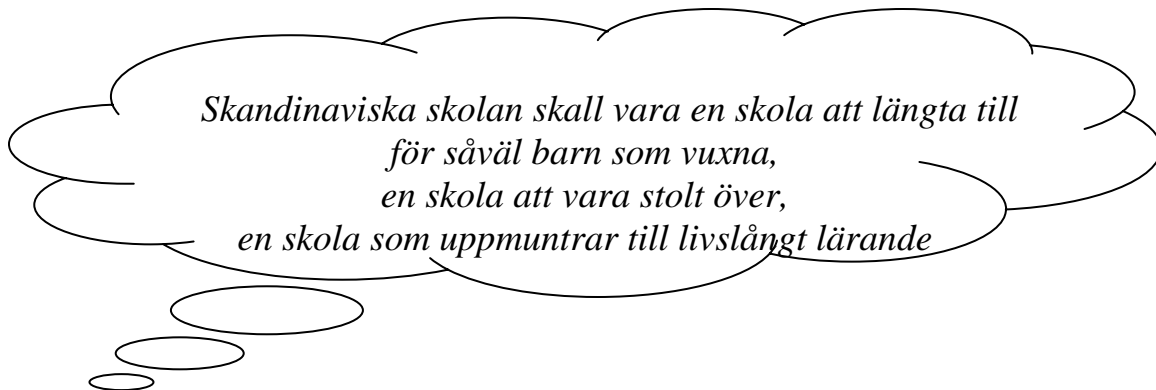 Skandinaviska skolan skall vara en skola att längta till
för såväl barn som vuxna,
en skola att vara stolt över,
en skola som uppmuntrar till livslångt lärande